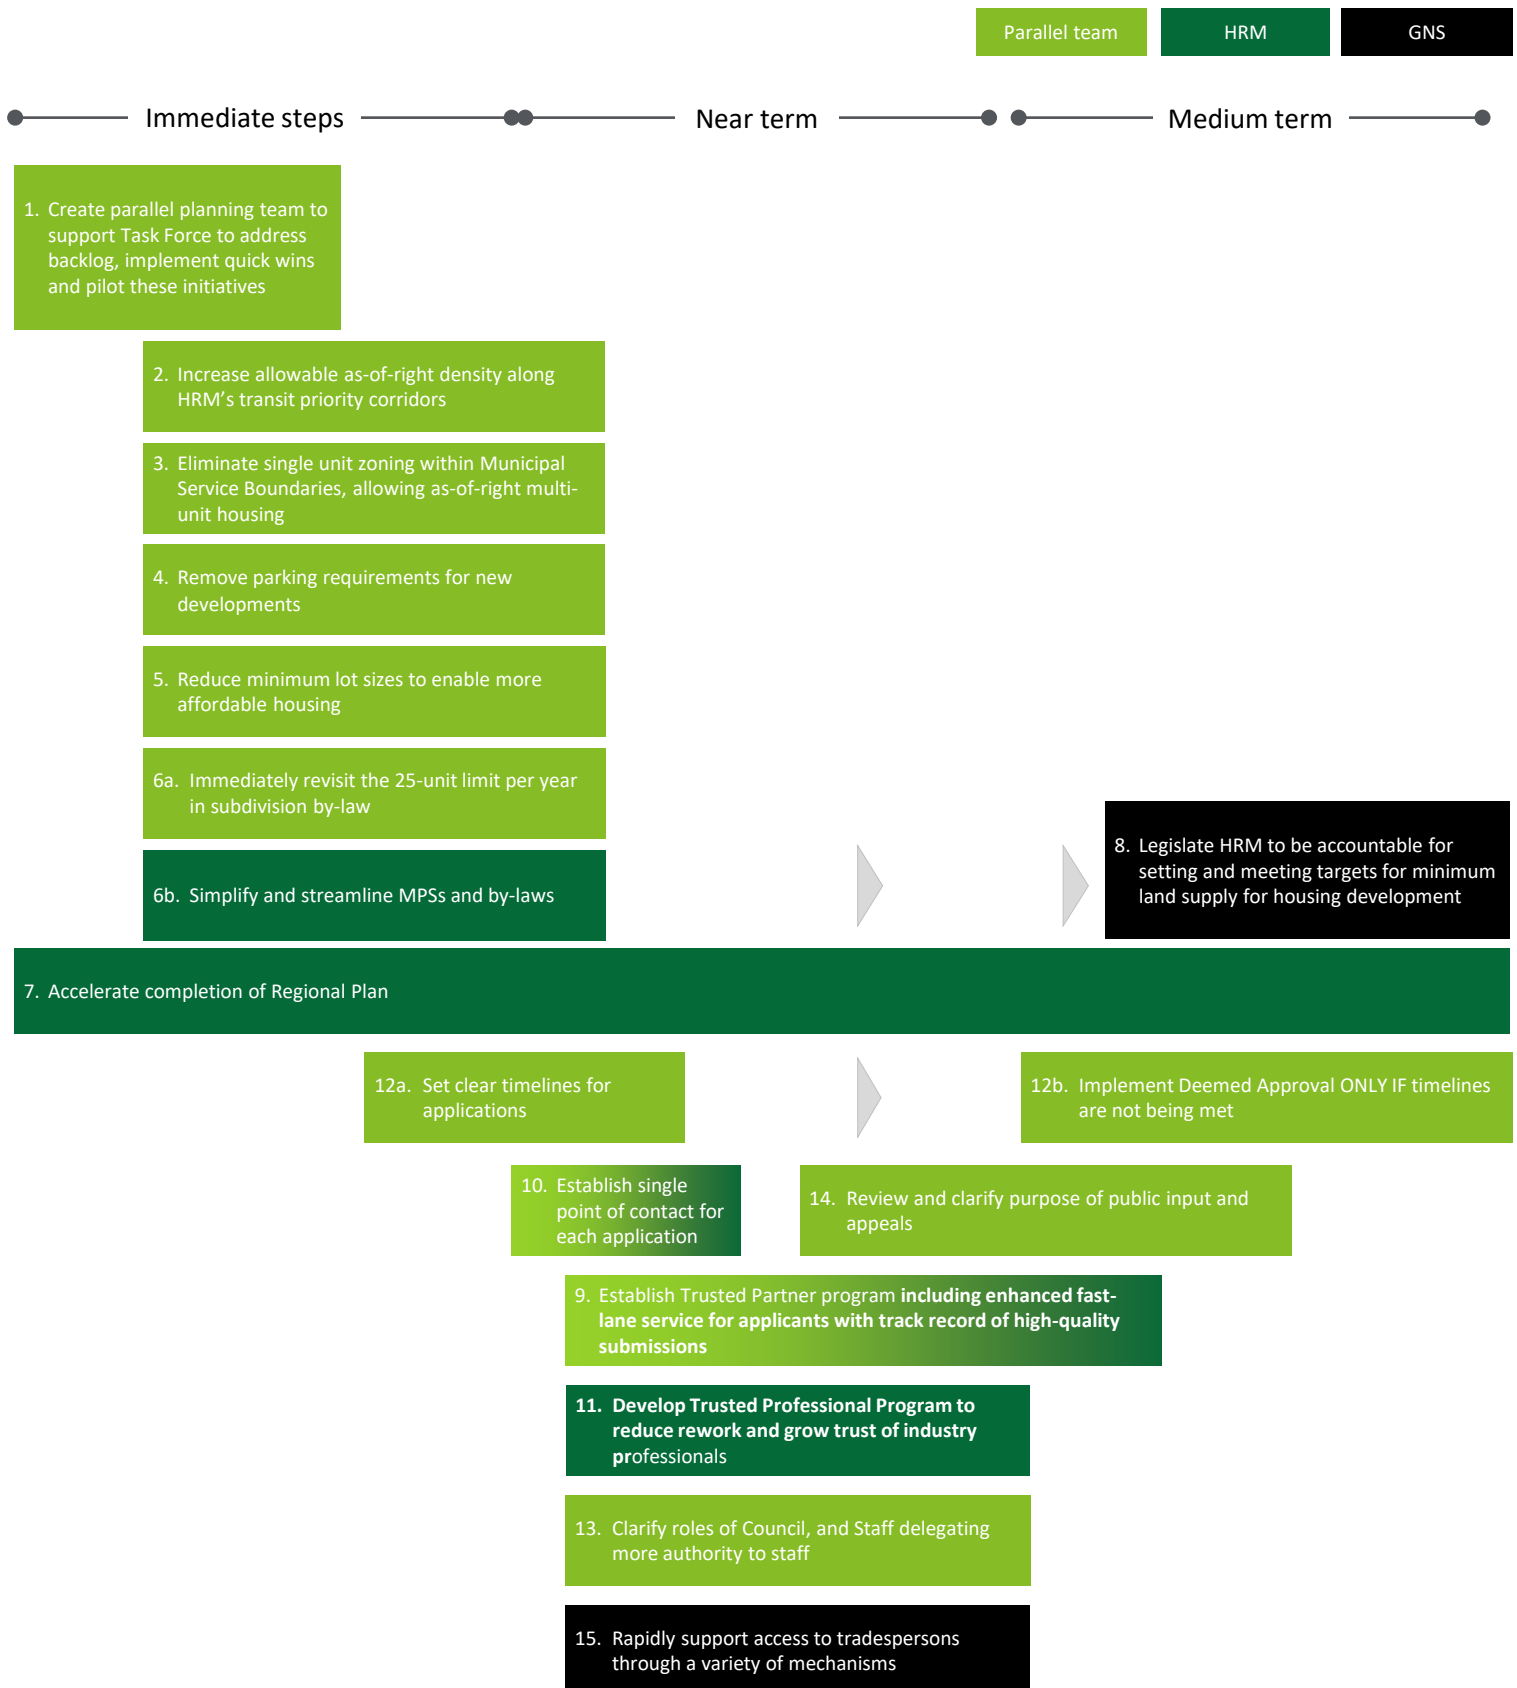 Parallel team
HRM
GNS
Immediate steps
Near term
Medium term
1. Create parallel planning team to
support Task Force to address
backlog, implement quick wins
and pilot these initiatives
2. Increase allowable as-of-right density along
HRM's transit priority corridors
3. Eliminate single unit zoning within Municipal
Service Boundaries, allowing as-of-right multi-
unit housing
4. Remove parking requirements for new
developments
5. Reduce minimum lot sizes to enable more
affordable housing
6a. Immediately revisit the 25-unit limit per year
in subdivision by-law
6b. Simplify and streamline MPSs and by-laws
8. Legislate HRM to be accountable for
setting and meeting targets for minimum
land supply for housing development
7. Accelerate completion of Regional Plan
12a. Set clear timelines for
applications
12b. Implement Deemed Approval ONLY IF timelines
are not being met
10. Establish single
point of contact for
each application
14. Review and clarify purpose of public input and
appeals
9. Establish Trusted Partner program including enhanced fast-
lane service for applicants with track record of high-quality
submissions
11. Develop Trusted Professional Program to
reduce rework and grow trust of industry
professionals
13. Clarify roles of Council, and Staff delegating
more authority to staff
15. Rapidly support access to tradespersons
through a variety of mechanisms